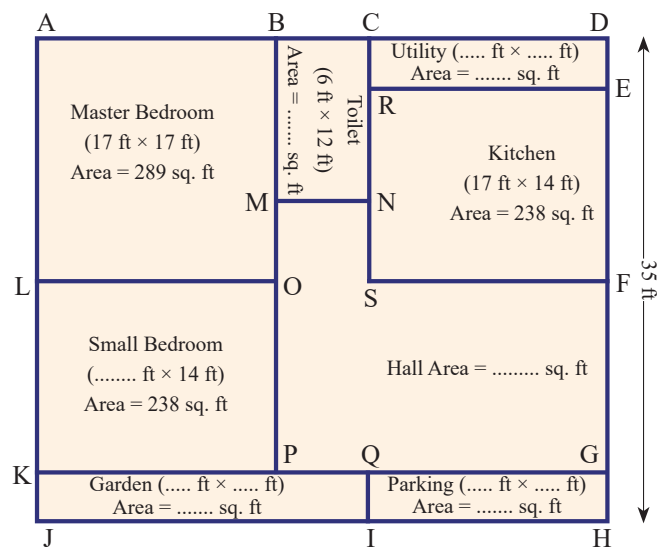 A B C D
Utility (..... ft × ..... ft)
Area = ....... sq. ft
E
R
Toilet
(6 ft × 12 ft)
Area = ....... sq. ft
Master Bedroom
(17 ft × 17 ft)
Area = 289 sq. ft
Kitchen
(17 ft × 14 ft)
Area = 238 sq. ft
M N
L O S F
35 ft
Small Bedroom
(........ ft × 14 ft)
Area = 238 sq. ft
Hall Area = ......... sq. ft
K P Q G
Garden (..... ft × ..... ft)
Area = ....... sq. ft
Parking (..... ft × ..... ft)
Area = ....... sq. ft
J I H